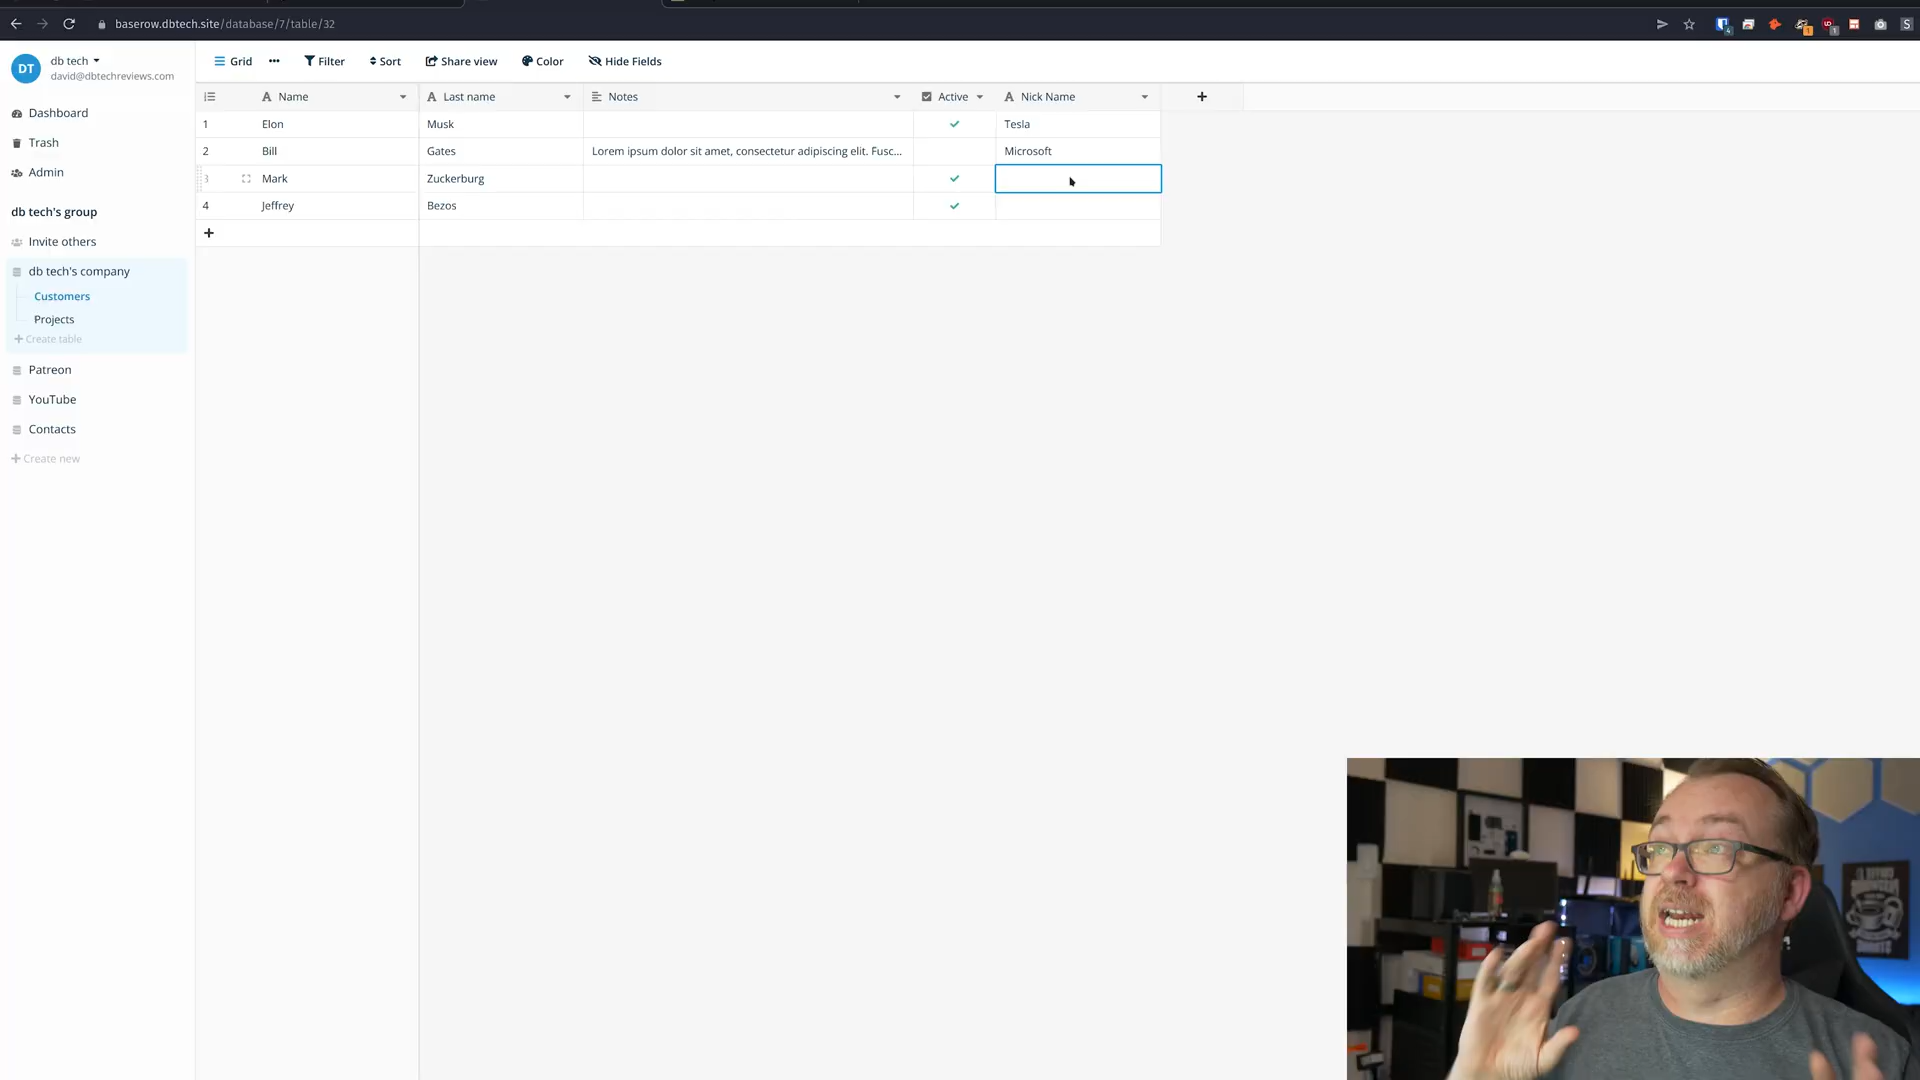 baserow.dbtech.site/database/7/table/32
DT
db tech
david@dbtechreviews.com
Dashboard
Trash
Admin
db tech's group
Invite others
db tech's company
Customers
Projects
+ Create table
Patreon
YouTube
Contacts
+ Create new
Grid Filter Sort Share view Color Hide Fields
Name Last name Notes Active Nick Name +
1 Elon Musk Tesla
2 Bill Gates Lorem ipsum dolor sit amet, consectetur adipiscing elit. Fusc... Microsoft
3 Mark Zuckerburg
4 Jeffrey Bezos
+